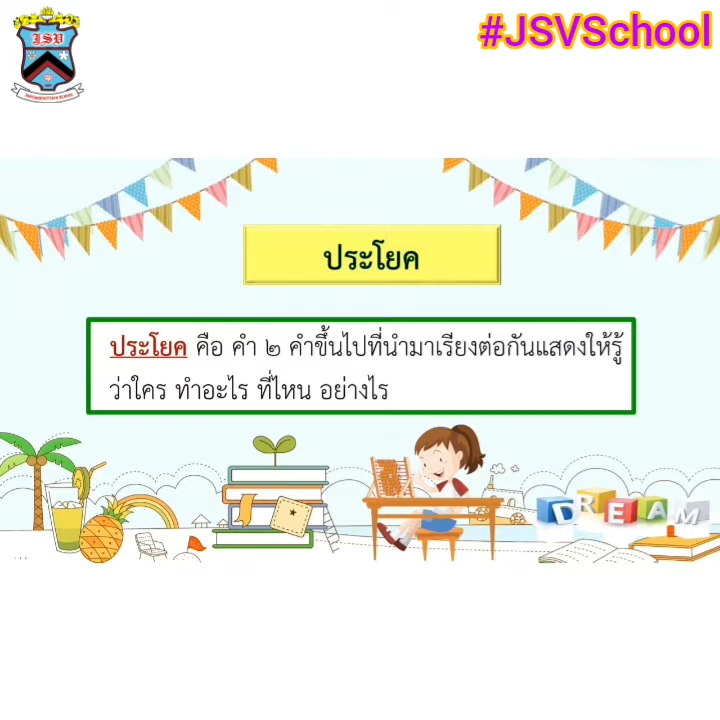 JSV
#JSVSchool
ประโยค
ประโยค คือ คำ ๒ คำขึ้นไปที่นำมาเรียงต่อกันแสดงให้รู้
ว่าใคร ทำอะไร ที่ไหน อย่างไร
DREAM